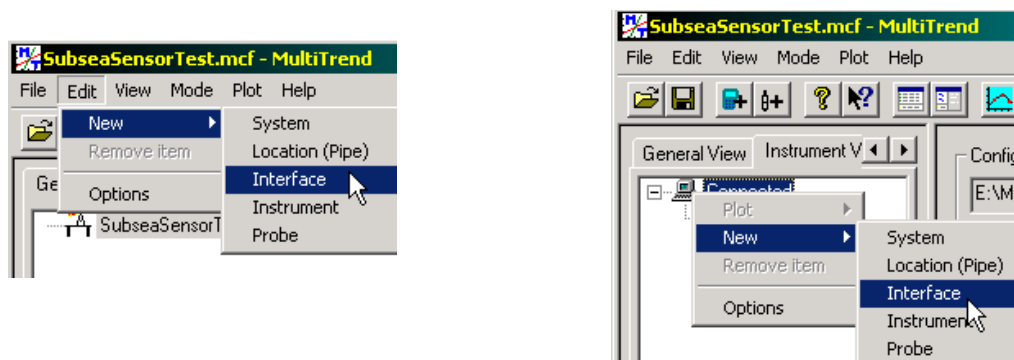 SubseaSensorTest.mcf - MultiTrend
File Edit View Mode Plot Help
New
Remove item
Options
System
Location (Pipe)
Interface
Instrument
Probe
Ge
SubseaSensorT
SubseaSensorTest.mcf - MultiTrend
File Edit View Mode Plot Help
General View Instrument V
Config
E:\M
Connected
Plot
New
Remove item
Options
System
Location (Pipe)
Interface
Instrument
Probe